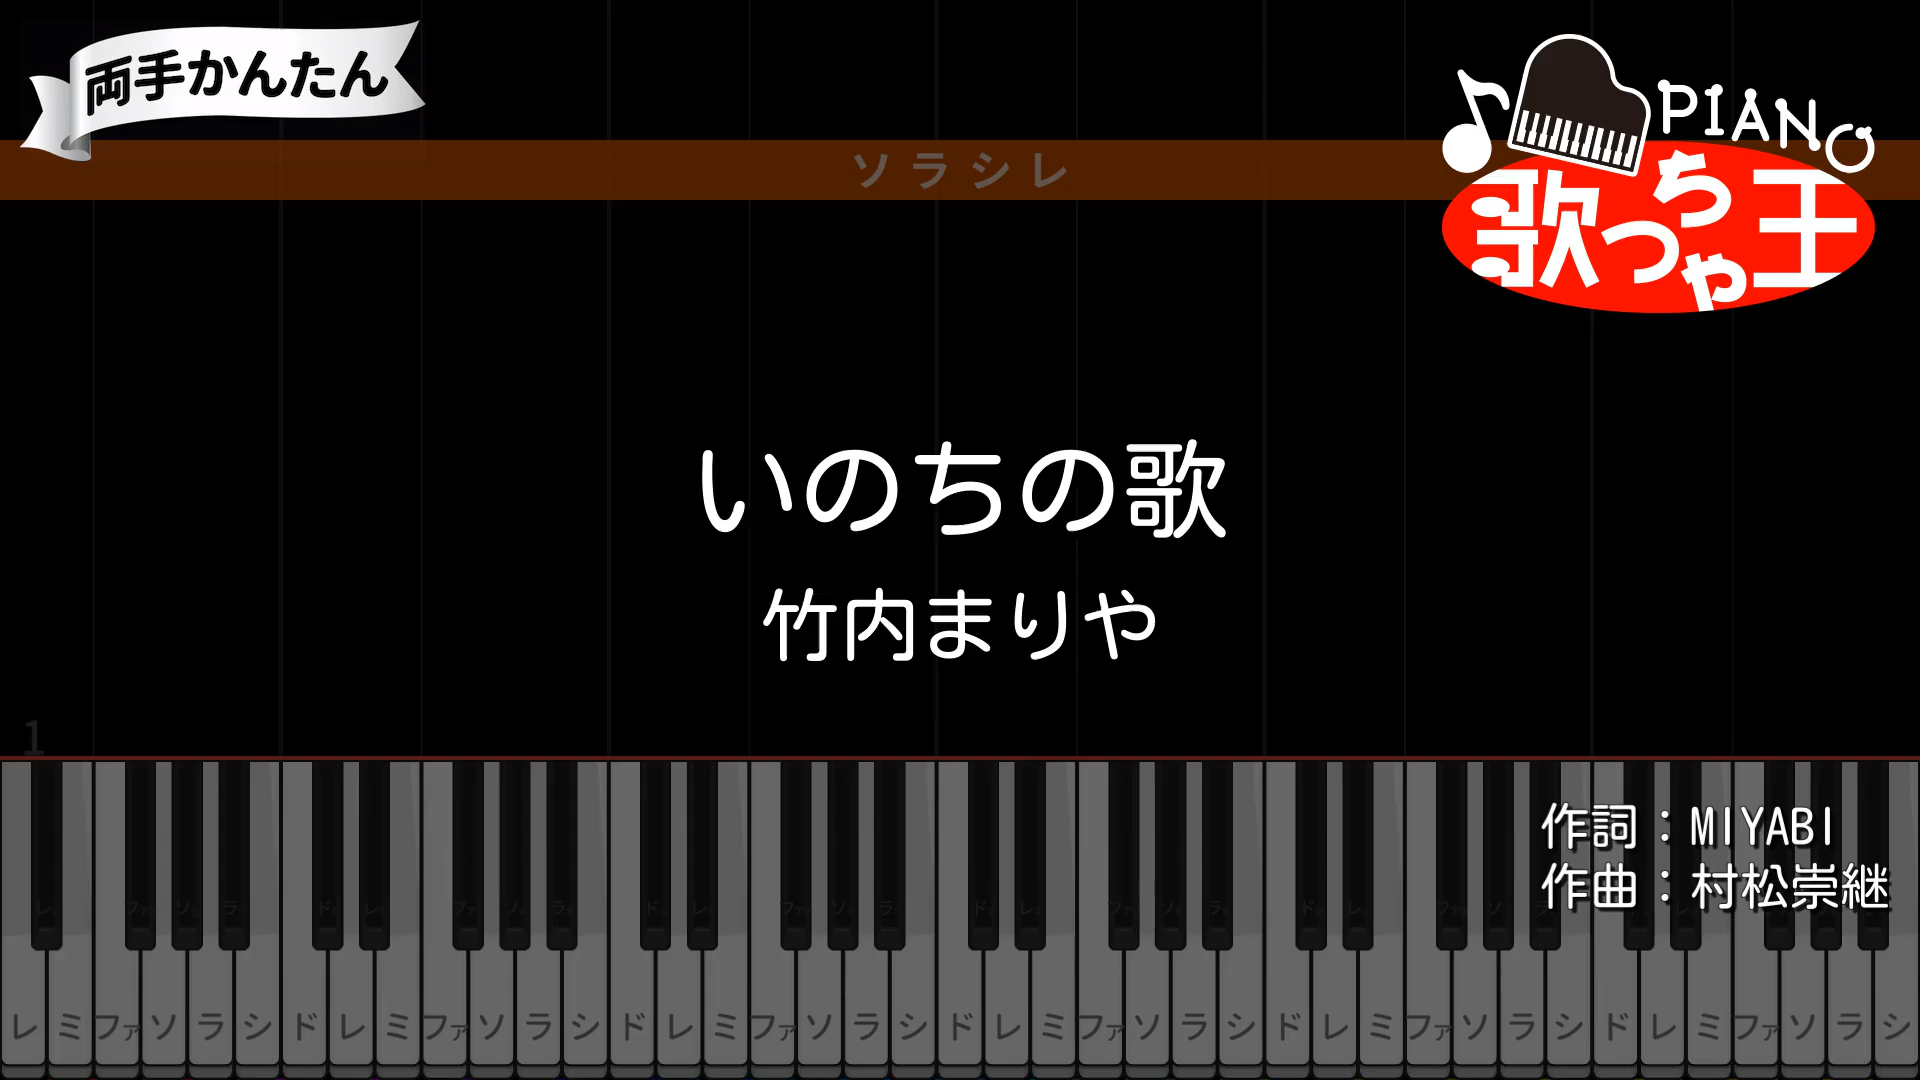 両手かんたん
PIANO
歌っちゃ王
ソ ラ シ レ
いのちの歌
竹内まりや
1
作詞：MIYABI
作曲：村松崇継
レ ミ ファ ソ ラ シ ド レ ミ ファ ソ ラ シ ド レ ミ ファ ソ ラ シ ド レ ミ ファ ソ ラ シ ド レ ミ ファ ソ ラ シ ド レ ミ ファ ソ ラ シ